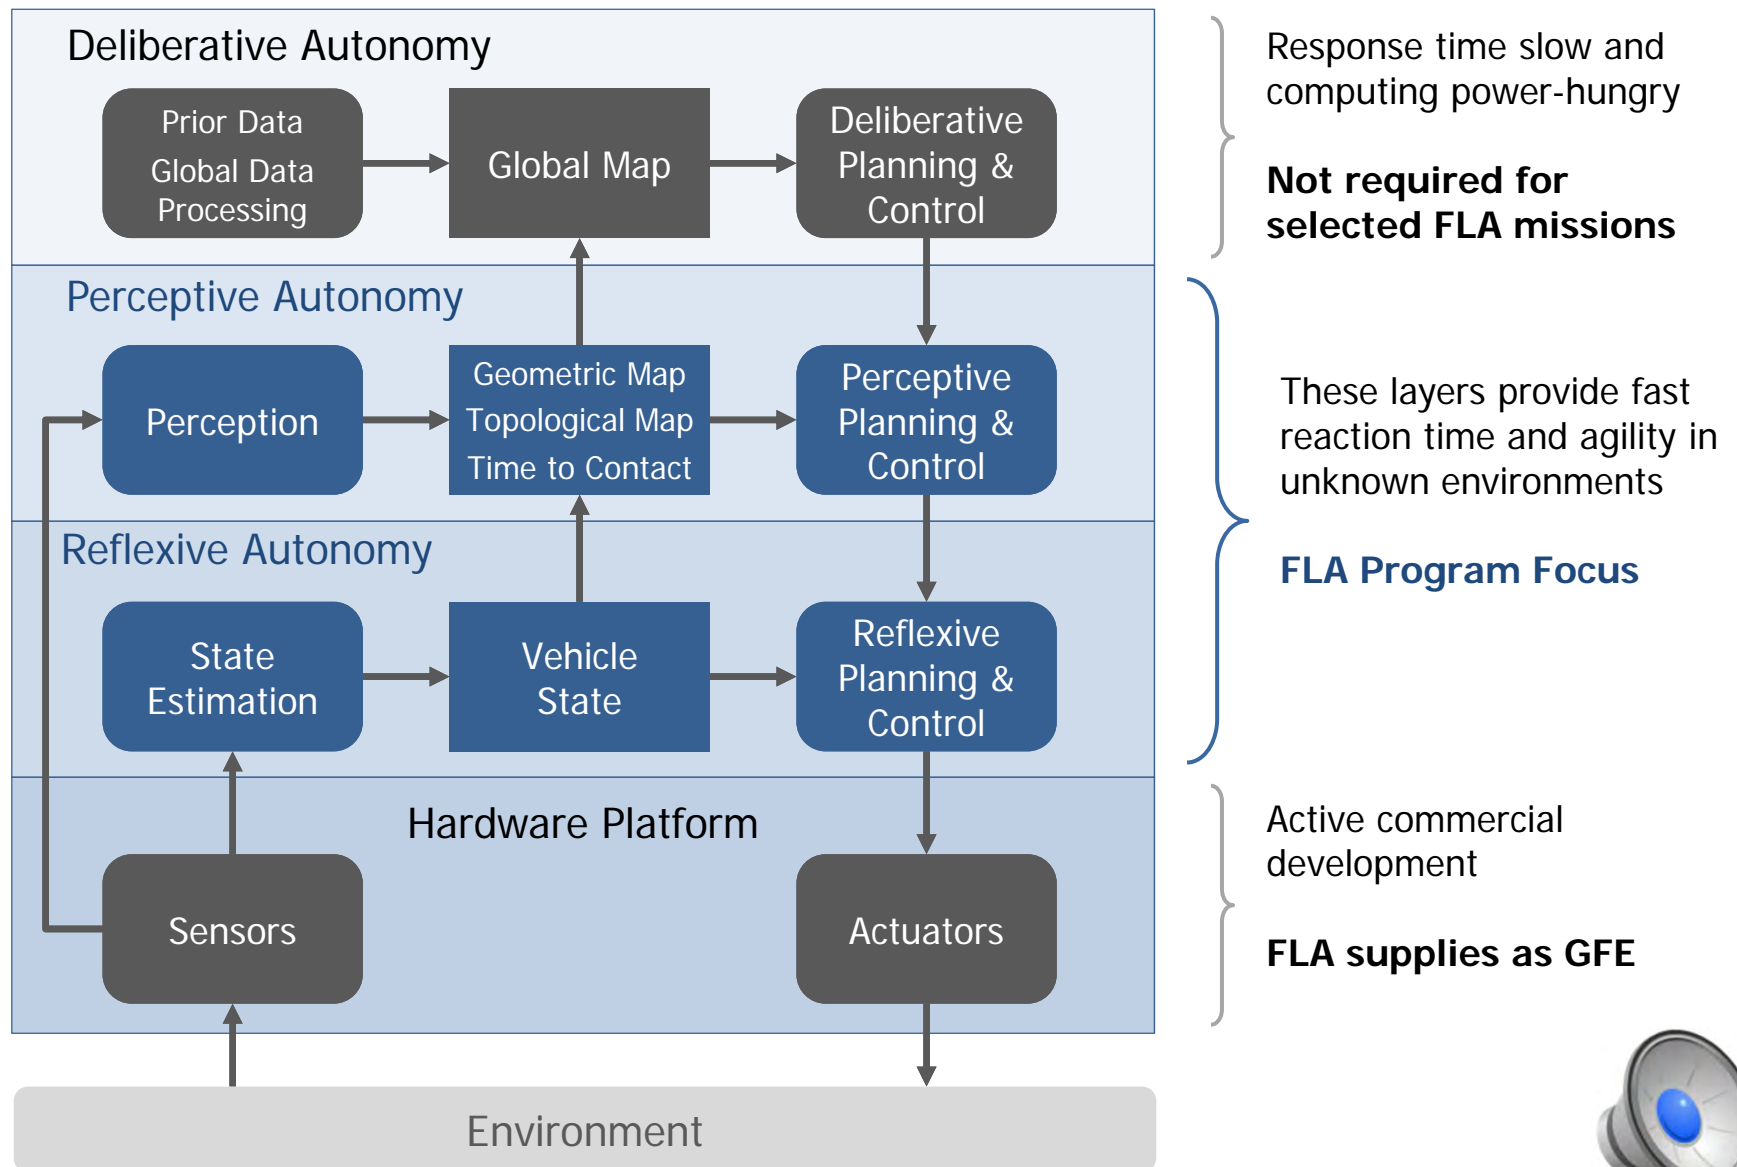 Deliberative Autonomy
Prior Data
Global Data
Processing
Global Map
Deliberative
Planning &
Control
Response time slow and
computing power-hungry
Not required for
selected FLA missions
Perceptive Autonomy
Perception
Geometric Map
Topological Map
Time to Contact
Perceptive
Planning &
Control
These layers provide fast
reaction time and agility in
unknown environments
FLA Program Focus
Reflexive Autonomy
State
Estimation
Vehicle
State
Reflexive
Planning &
Control
Hardware Platform
Sensors
Actuators
Active commercial
development
FLA supplies as GFE
Environment